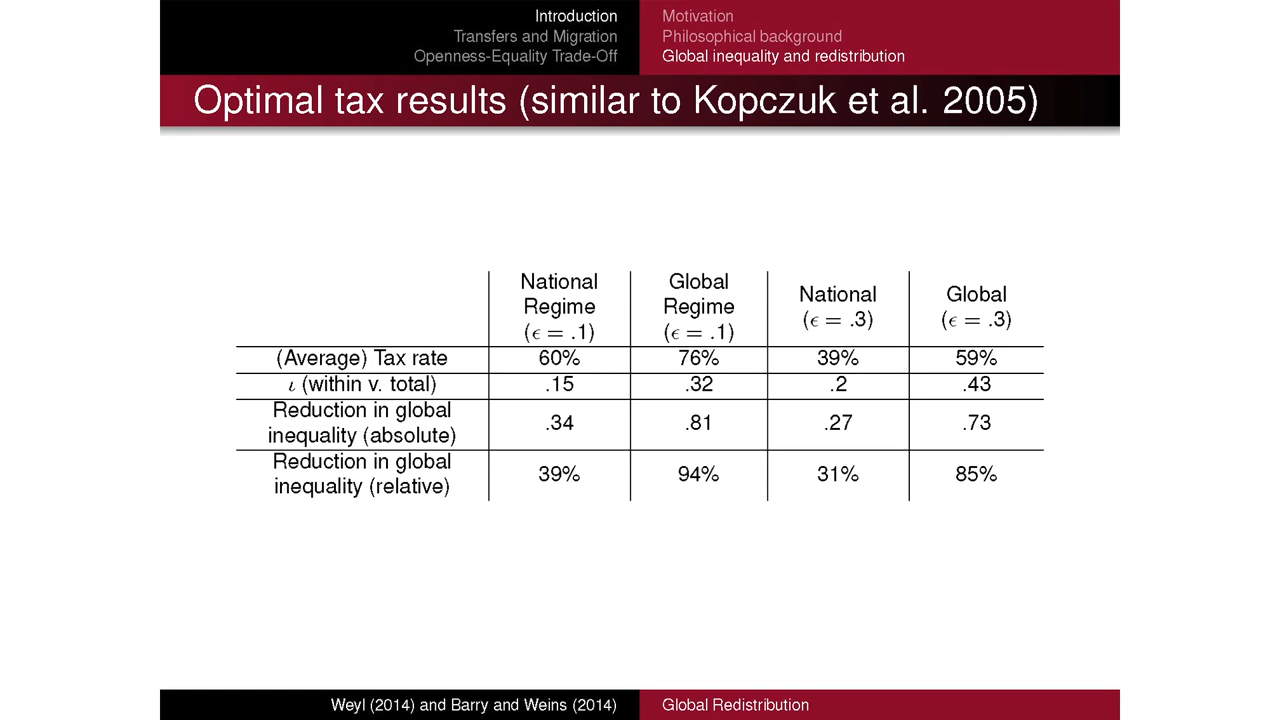 Introduction
Transfers and Migration
Openness-Equality Trade-Off
Motivation
Philosophical background
Global inequality and redistribution
Optimal tax results (similar to Kopczuk et al. 2005)
National Regime (ϵ = .1)
Global Regime (ϵ = .1)
National (ϵ = .3)
Global (ϵ = .3)
(Average) Tax rate 60% 76% 39% 59%
ι (within v. total) .15 .32 .2 .43
Reduction in global inequality (absolute) .34 .81 .27 .73
Reduction in global inequality (relative) 39% 94% 31% 85%
Weyl (2014) and Barry and Weins (2014)
Global Redistribution